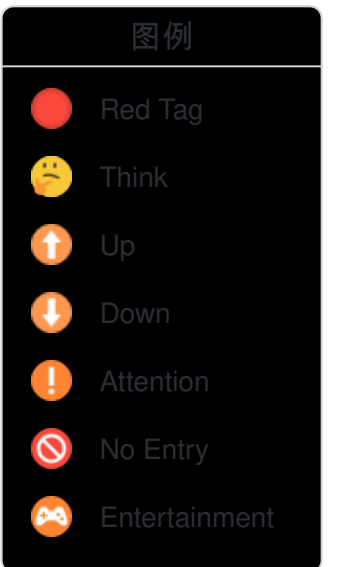 图例
Red Tag
Think
Up
Down
Attention
No Entry
Entertainment